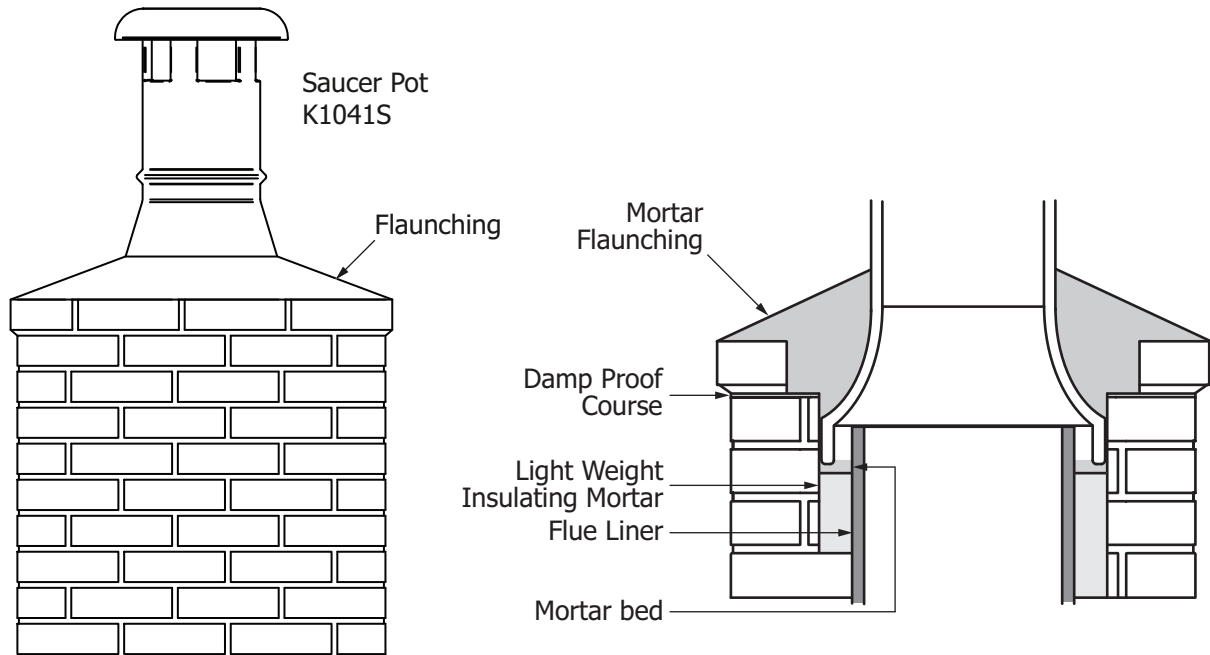 Saucer Pot
K1041S
Flaunching
Mortar
Flaunching
Damp Proof
Course
Light Weight
Insulating Mortar
Flue Liner
Mortar bed